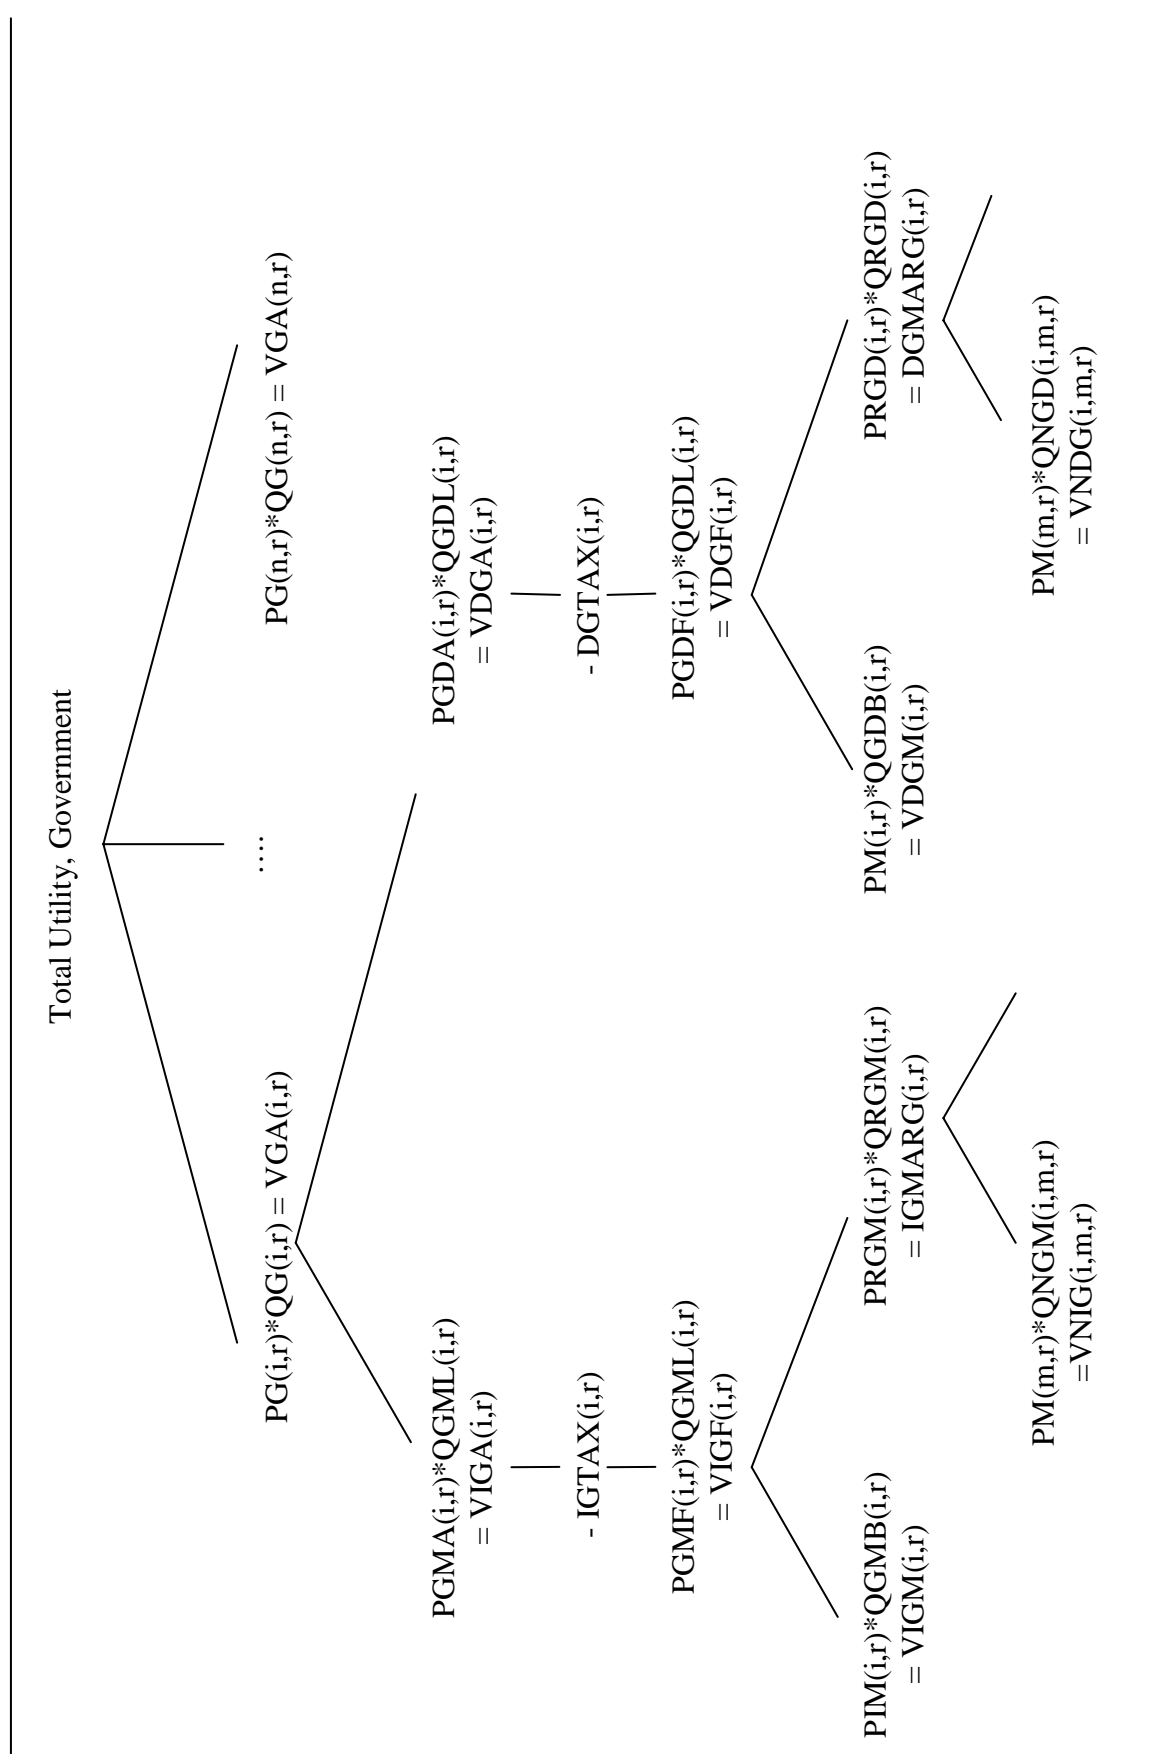 Total Utility, Government
PG(i,r)*QG(i,r) = VGA(i,r)
....
PG(n,r)*QG(n,r) = VGA(n,r)
PGMA(i,r)*QGML(i,r)
= VIGA(i,r)
PGDA(i,r)*QGDL(i,r)
= VDGA(i,r)
- IGTAX(i,r)
- DGTAX(i,r)
PGMF(i,r)*QGML(i,r)
= VIGF(i,r)
PGDF(i,r)*QGDL(i,r)
= VDGF(i,r)
PIM(i,r)*QGMB(i,r)
= VIGM(i,r)
PRGM(i,r)*QRGM(i,r)
= IGMARG(i,r)
PM(i,r)*QGDB(i,r)
= VDGM(i,r)
PRGD(i,r)*QRGD(i,r)
= DGMARG(i,r)
PM(m,r)*QNGM(i,m,r)
=VNIG(i,m,r)
PM(m,r)*QNGD(i,m,r)
= VNDG(i,m,r)